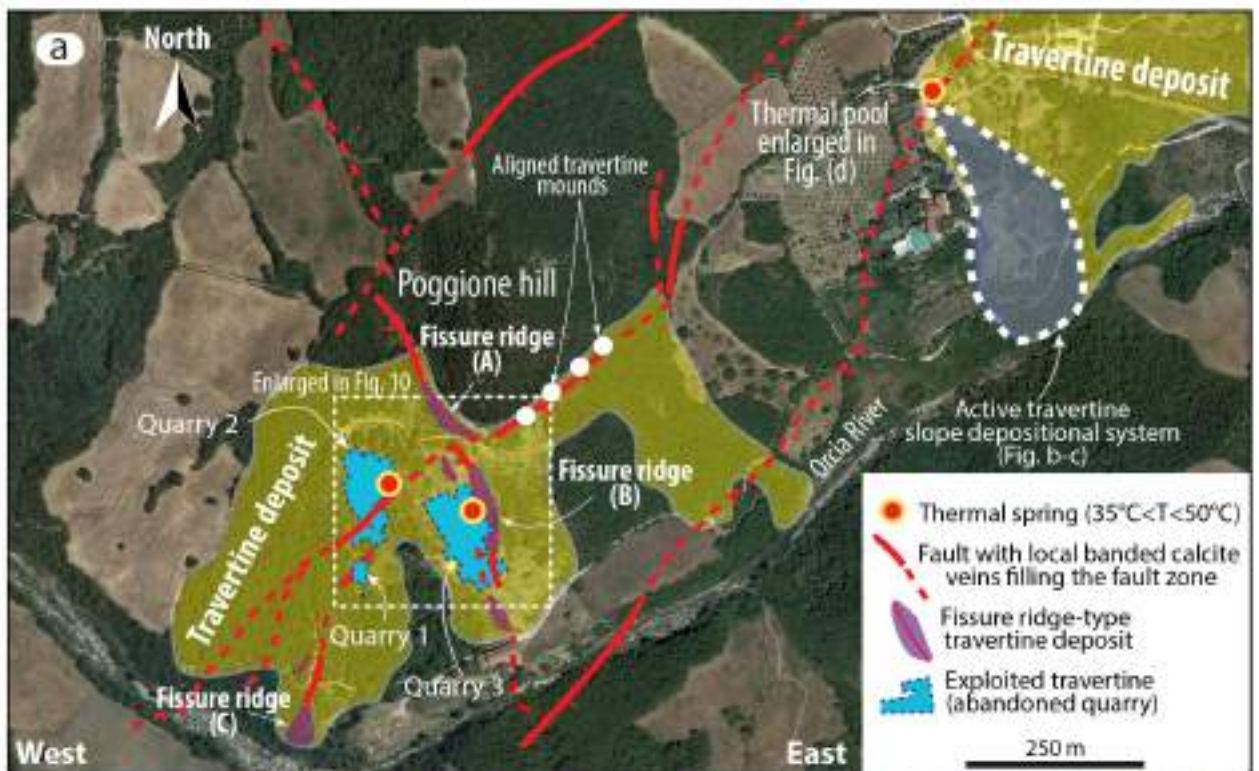 a
North
Travertine deposit
Thermal pool
enlarged in
Fig. (d)
Aligned travertine
mounds
Poggione hill
Fissure ridge
(A)
Enlarged in Fig. 10
Quarry 2
Orcia River
Active travertine
slope depositional system
(Fig. b-c)
Fissure ridge
(B)
Travertine deposit
Quarry 1
Quarry 3
Fissure ridge
(C)
West
East
Thermal spring (35°C<T<50°C)
Fault with local banded calcite
veins filling the fault zone
Fissure ridge-type
travertine deposit
Exploited travertine
(abandoned quarry)
250 m